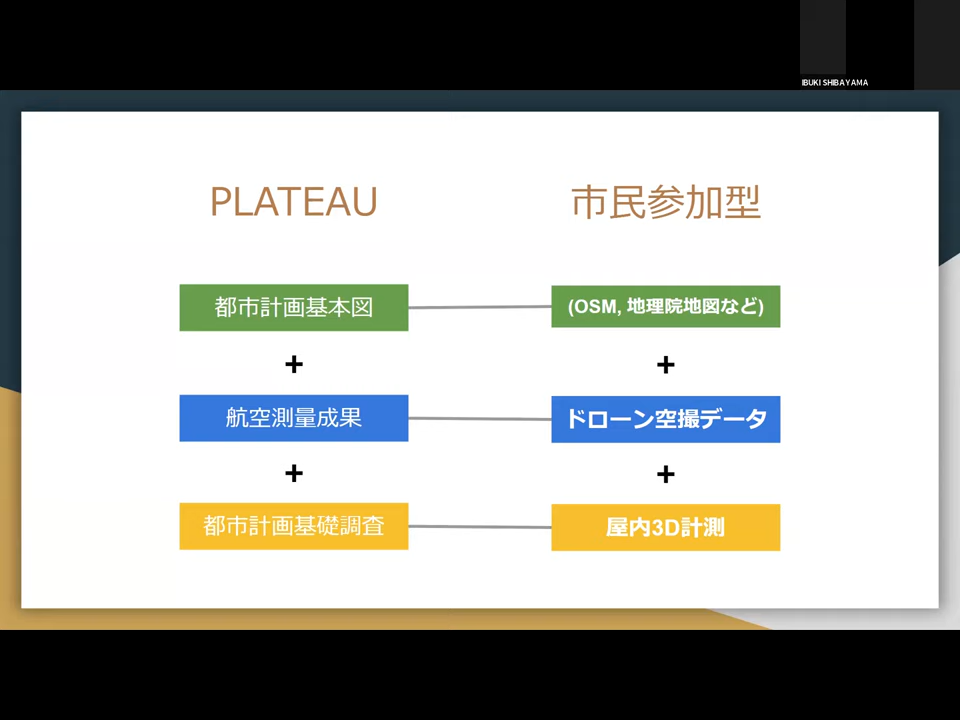 IBUKI SHIBAYAMA
PLATEAU
市民参加型
都市計画基本図
(OSM, 地理院地図など)
+
+
航空測量成果
ドローン空撮データ
+
+
都市計画基礎調査
屋内3D計測